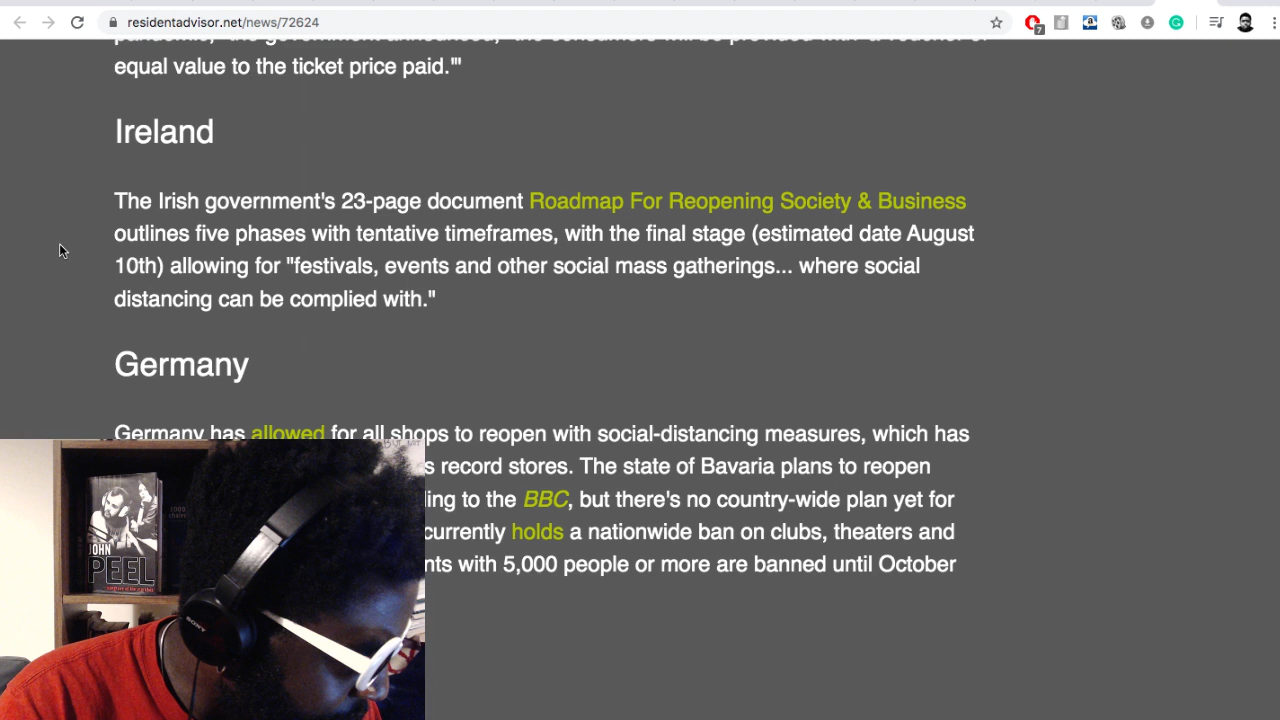 residentadvisor.net/news/72624
7
equal value to the ticket price paid.'"
Ireland
The Irish government's 23-page document Roadmap For Reopening Society & Business
outlines five phases with tentative timeframes, with the final stage (estimated date August
10th) allowing for "festivals, events and other social mass gatherings... where social
distancing can be complied with."
Germany
Germany has allowed for all shops to reopen with social-distancing measures, which has
s record stores. The state of Bavaria plans to reopen
ling to the BBC, but there's no country-wide plan yet for
currently holds a nationwide ban on clubs, theaters and
nts with 5,000 people or more are banned until October
JOHN
PEEL
SONY